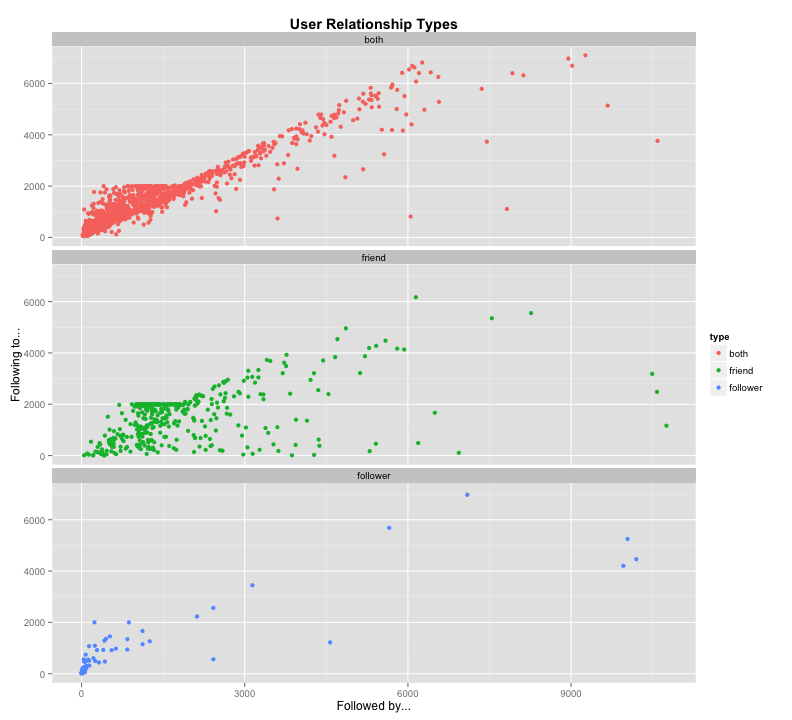 User Relationship Types
both
6000
4000
2000
0
friend
6000
4000
2000
0
follower
6000
4000
2000
0
0 3000 6000 9000
Followed by...
Following to...
type
both
friend
follower